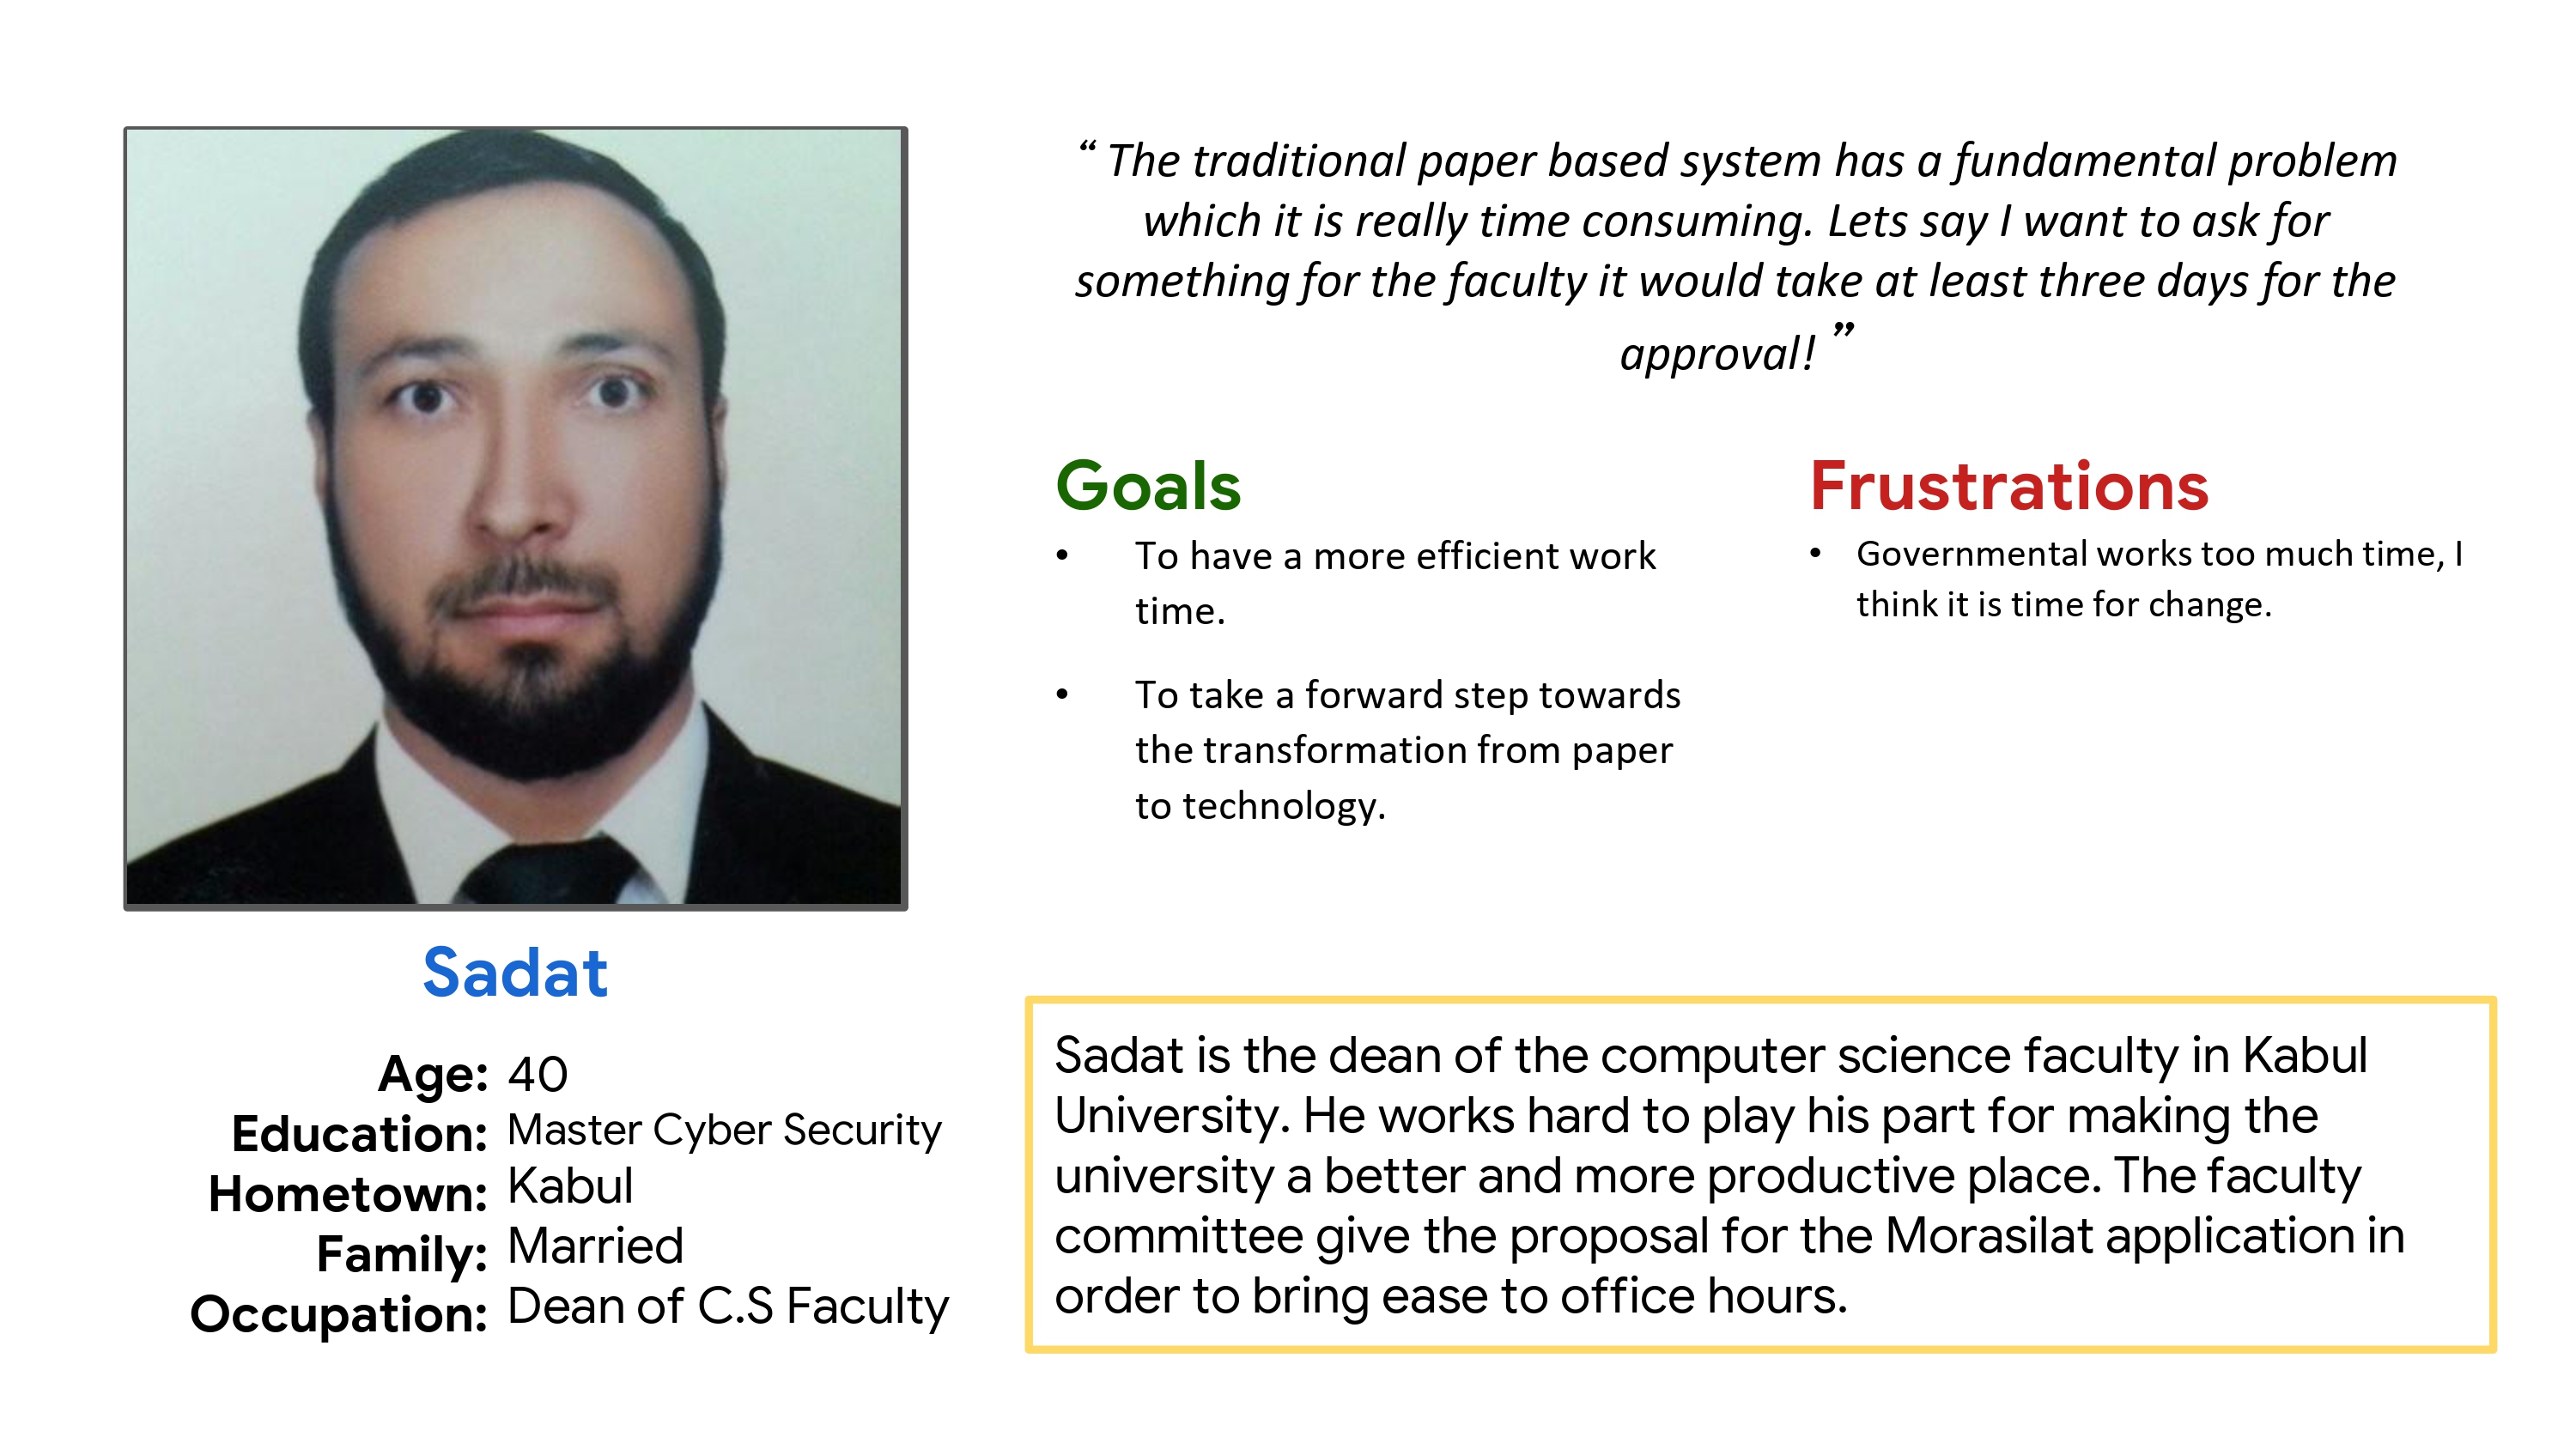 “ The traditional paper based system has a fundamental problem
which it is really time consuming. Lets say I want to ask for
something for the faculty it would take at least three days for the
approval! ”
Goals
• To have a more efficient work
time.
• To take a forward step towards
the transformation from paper
to technology.
Frustrations
• Governmental works too much time, I
think it is time for change.
Sadat
Age: 40
Education: Master Cyber Security
Hometown: Kabul
Family: Married
Occupation: Dean of C.S Faculty
Sadat is the dean of the computer science faculty in Kabul
University. He works hard to play his part for making the
university a better and more productive place. The faculty
committee give the proposal for the Morasilat application in
order to bring ease to office hours.